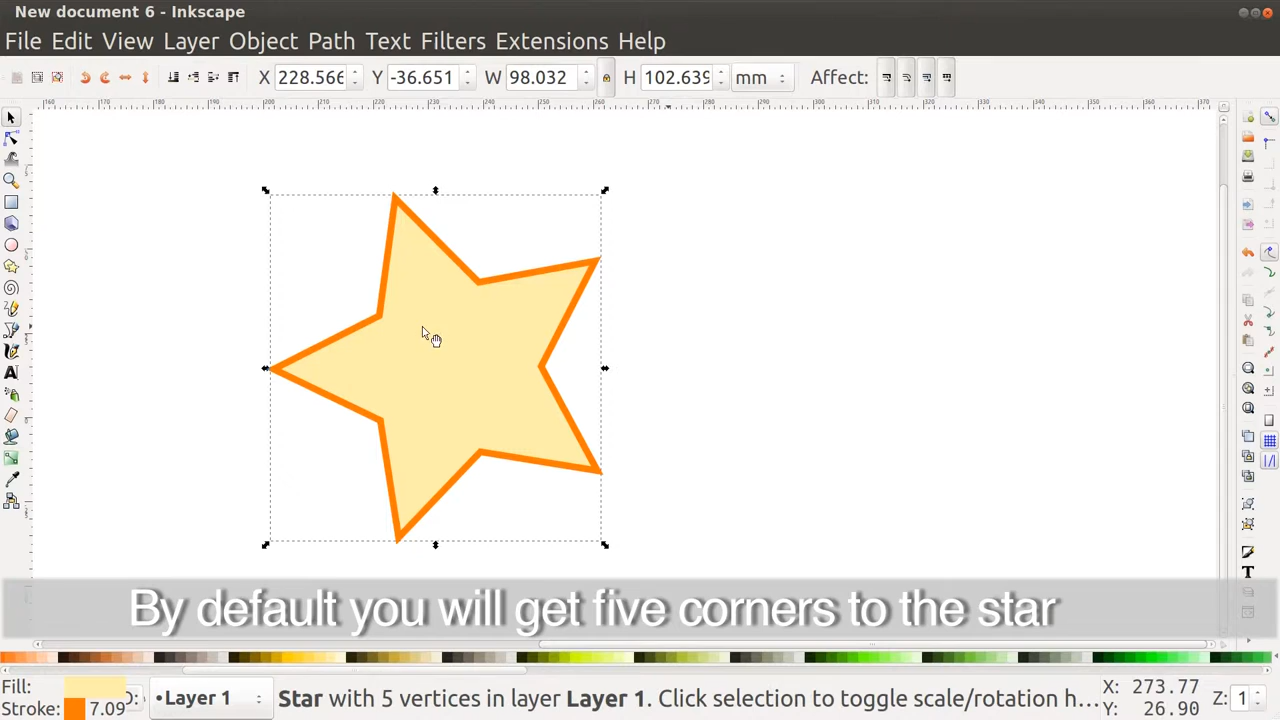 New document 6 - Inkscape
File Edit View Layer Object Path Text Filters Extensions Help
X 228.566 Y -36.651 W 98.032 H 102.639 mm Affect:
By default you will get five corners to the star
Fill: O: •Layer 1 Star with 5 vertices in layer Layer 1. Click selection to toggle scale/rotation h... X: 273.77 Z: 1
Stroke: 7.09 Y: 26.90